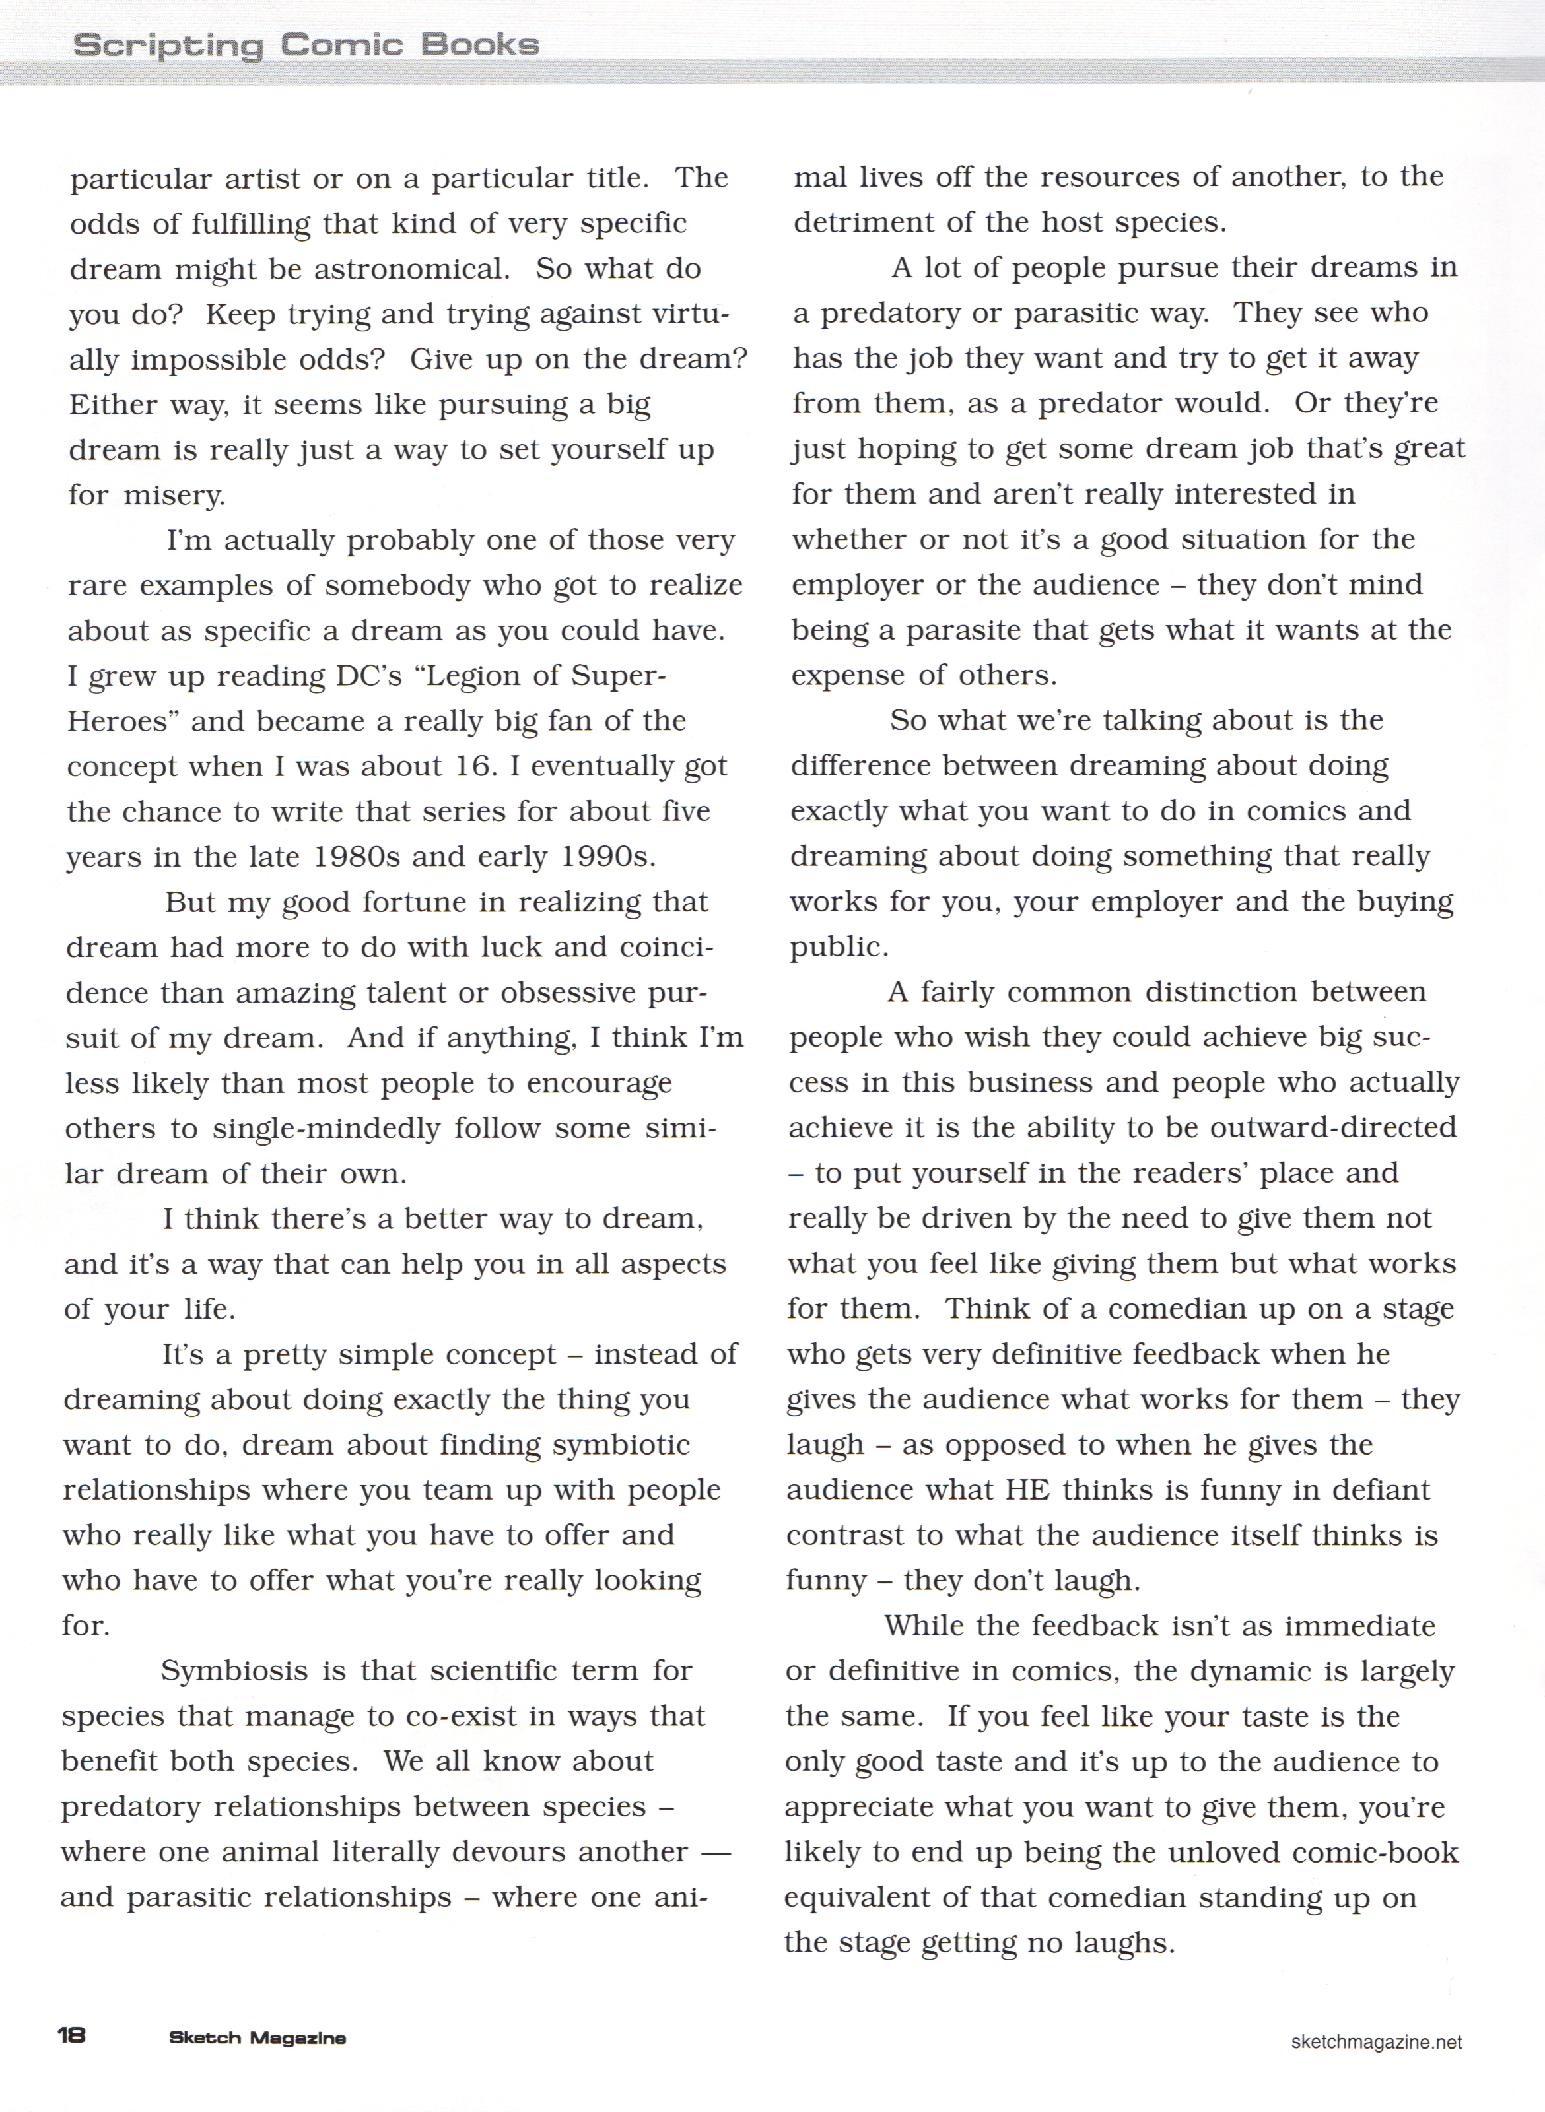 Scripting Comic Books
particular artist or on a particular title. The
odds of fulfilling that kind of very specific
dream might be astronomical. So what do
you do? Keep trying and trying against virtu-
ally impossible odds? Give up on the dream?
Either way, it seems like pursuing a big
dream is really just a way to set yourself up
for misery.
I'm actually probably one of those very
rare examples of somebody who got to realize
about as specific a dream as you could have.
I grew up reading DC's “Legion of Super-
Heroes” and became a really big fan of the
concept when I was about 16. I eventually got
the chance to write that series for about five
years in the late 1980s and early 1990s.
But my good fortune in realizing that
dream had more to do with luck and coinci-
dence than amazing talent or obsessive pur-
suit of my dream. And if anything, I think I'm
less likely than most people to encourage
others to single-mindedly follow some simi-
lar dream of their own.
I think there's a better way to dream,
and it's a way that can help you in all aspects
of your life.
It's a pretty simple concept – instead of
dreaming about doing exactly the thing you
want to do, dream about finding symbiotic
relationships where you team up with people
who really like what you have to offer and
who have to offer what you're really looking
for.
Symbiosis is that scientific term for
species that manage to co-exist in ways that
benefit both species. We all know about
predatory relationships between species –
where one animal literally devours another —
and parasitic relationships – where one ani-
mal lives off the resources of another, to the
detriment of the host species.
A lot of people pursue their dreams in
a predatory or parasitic way. They see who
has the job they want and try to get it away
from them, as a predator would. Or they're
just hoping to get some dream job that's great
for them and aren't really interested in
whether or not it's a good situation for the
employer or the audience – they don't mind
being a parasite that gets what it wants at the
expense of others.
So what we're talking about is the
difference between dreaming about doing
exactly what you want to do in comics and
dreaming about doing something that really
works for you, your employer and the buying
public.
A fairly common distinction between
people who wish they could achieve big suc-
cess in this business and people who actually
achieve it is the ability to be outward-directed
– to put yourself in the readers' place and
really be driven by the need to give them not
what you feel like giving them but what works
for them. Think of a comedian up on a stage
who gets very definitive feedback when he
gives the audience what works for them – they
laugh – as opposed to when he gives the
audience what HE thinks is funny in defiant
contrast to what the audience itself thinks is
funny – they don't laugh.
While the feedback isn't as immediate
or definitive in comics, the dynamic is largely
the same. If you feel like your taste is the
only good taste and it's up to the audience to
appreciate what you want to give them, you're
likely to end up being the unloved comic-book
equivalent of that comedian standing up on
the stage getting no laughs.
18 Sketch Magazine
sketchmagazine.net